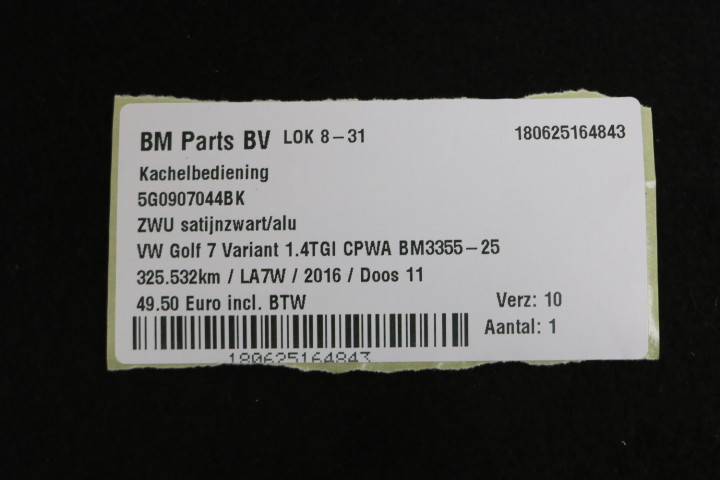 BM Parts BV LOK 8-31 180625164843
Kachelbediening
5G0907044BK
ZWU satijnzwart/alu
VW Golf 7 Variant 1.4TGI CPWA BM3355-25
325.532km / LA7W / 2016 / Doos 11
49.50 Euro incl. BTW Verz: 10
Aantal: 1
180625164843